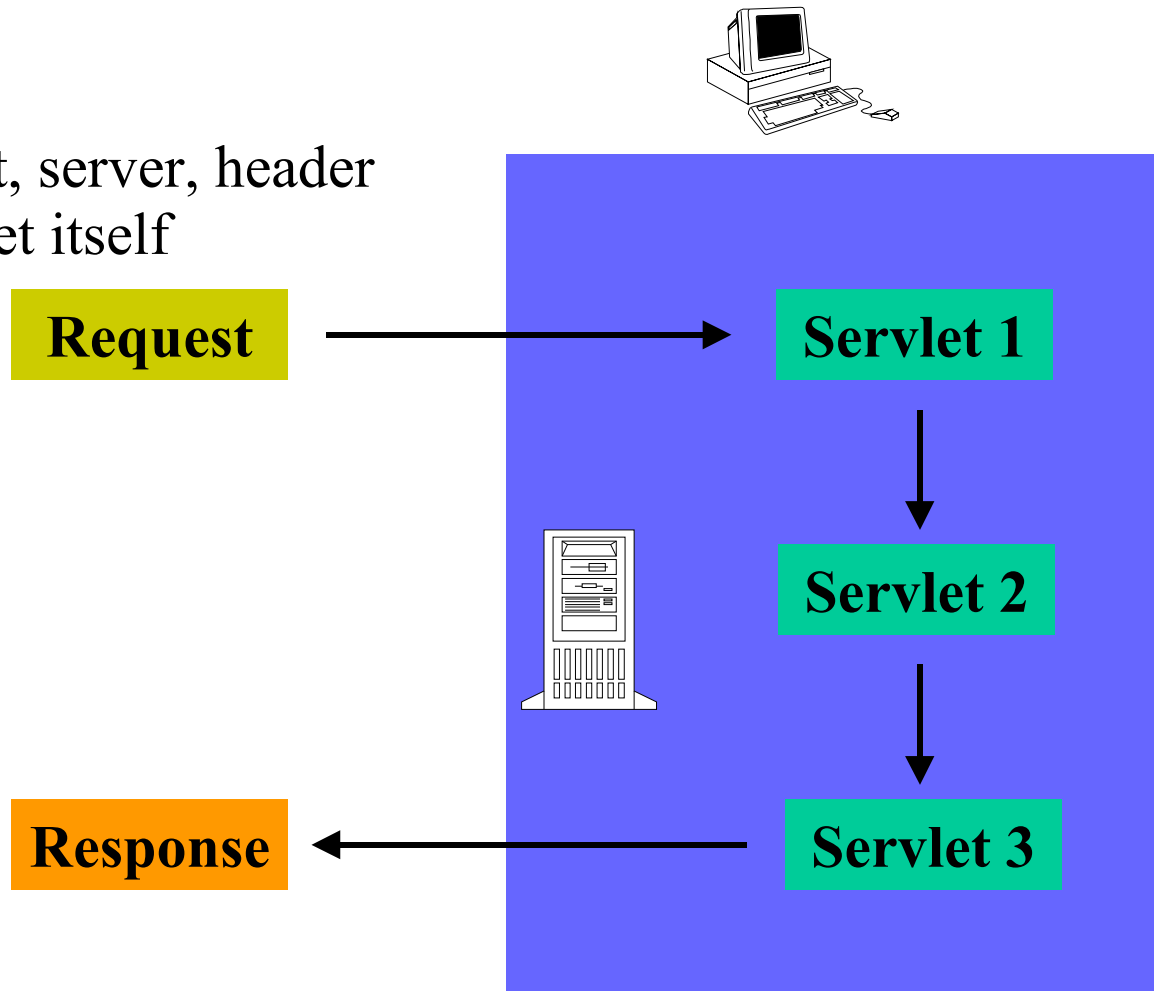 t, server, header
et itself
Request
Servlet 1
Servlet 2
Response
Servlet 3